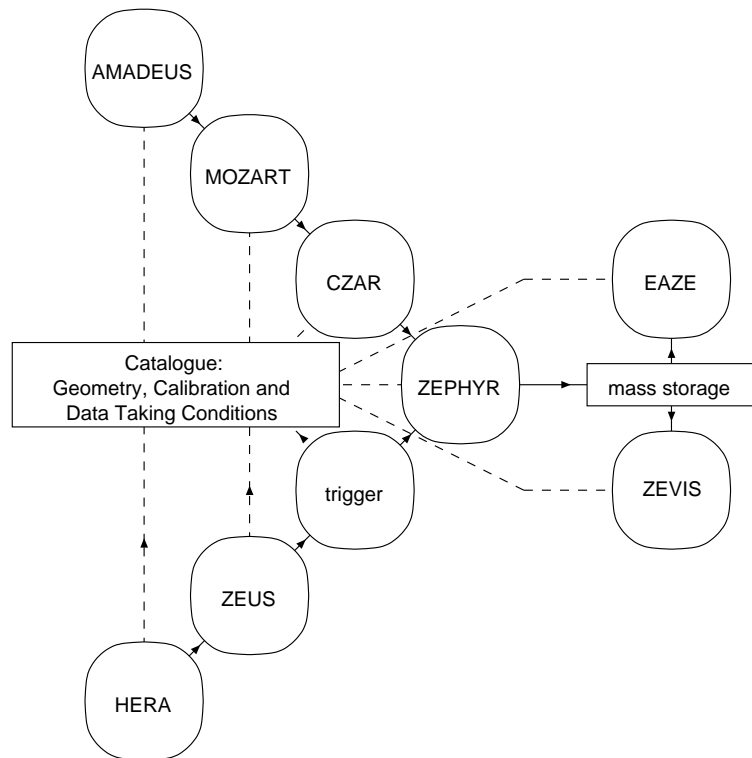 AMADEUS
MOZART
CZAR
EAZE
Catalogue:
Geometry, Calibration and
Data Taking Conditions
ZEPHYR
mass storage
trigger
ZEVIS
ZEUS
HERA